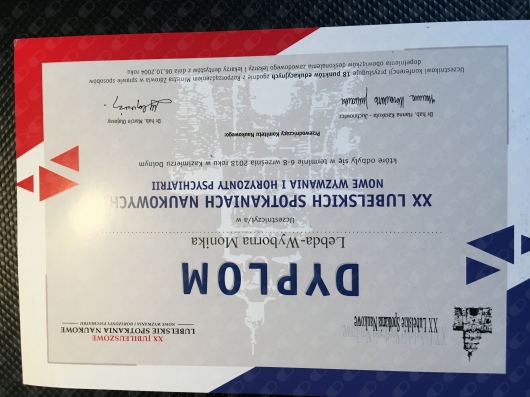 XX JUBILEUSZOWE
LUBELSKIE SPOTKANIA NAUKOWE
NOWE WYZWANIA I HORYZONTY PSYCHIATRII
XX Lubelskie Spotkania Naukowe
DYPLOM
Lebda-Wyborna Monika
Uczestniczył/a w
XX LUBELSKICH SPOTKANIACH NAUKOWYCH
NOWE WYZWANIA I HORYZONTY PSYCHIATRII
które odbyły się w terminie 6-8 września 2018 w roku w Kazimierzu Dolnym
Przewodniczący Komitetu Naukowego:
Dr hab. Hanna Karakuła-Juchnowicz
Dr hab. Marcin Olajossy
Uczestnikowi konferencji przysługuje 18 punktów edukacyjnych zgodnie z Rozporządzeniem Ministra Zdrowia w sprawie sposobów
dopełnienia obowiązków doskonalenia zawodowego lekarzy i lekarzy dentystów z dnia 06.10.2004 roku